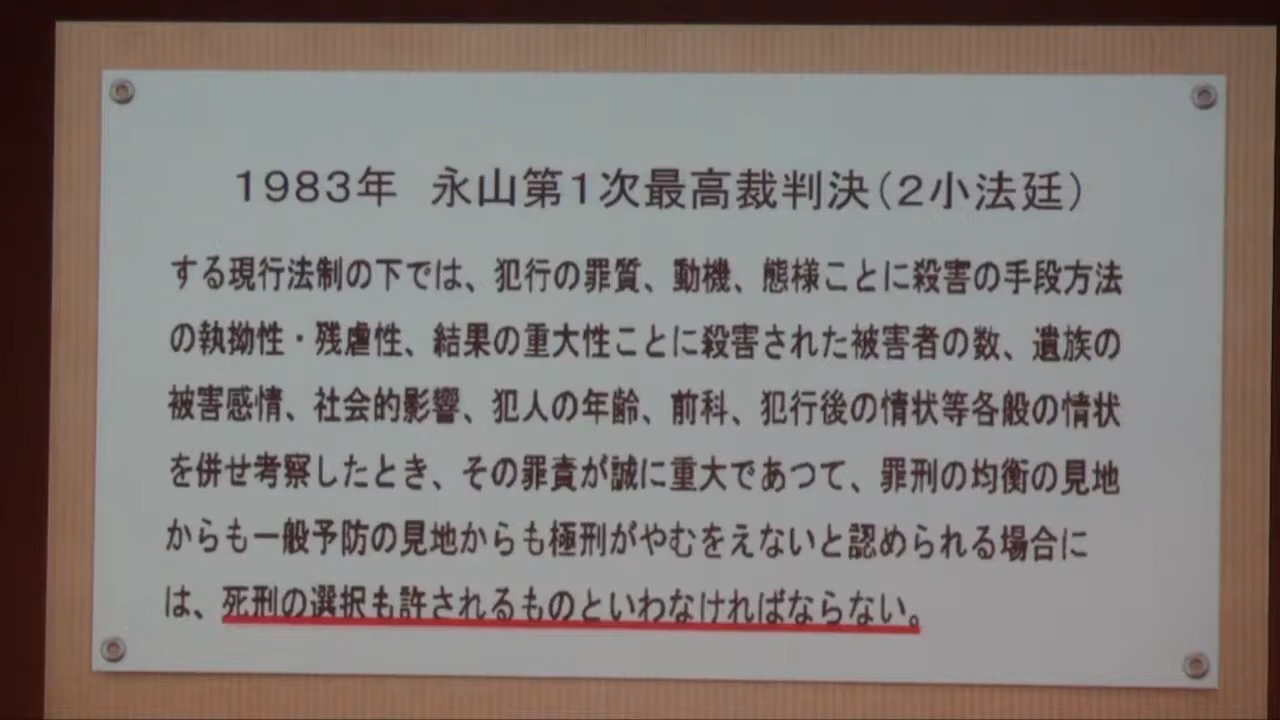 1983年　永山第1次最高裁判決(2小法廷)
する現行法制の下では、犯行の罪質、動機、態様ことに殺害の手段方法
の執拗性・残虐性、結果の重大性ことに殺害された被害者の数、遺族の
被害感情、社会的影響、犯人の年齢、前科、犯行後の情状等各般の情状
を併せ考察したとき、その罪責が誠に重大であつて、罪刑の均衡の見地
からも一般予防の見地からも極刑がやむをえないと認められる場合に
は、死刑の選択も許されるものといわなければならない。